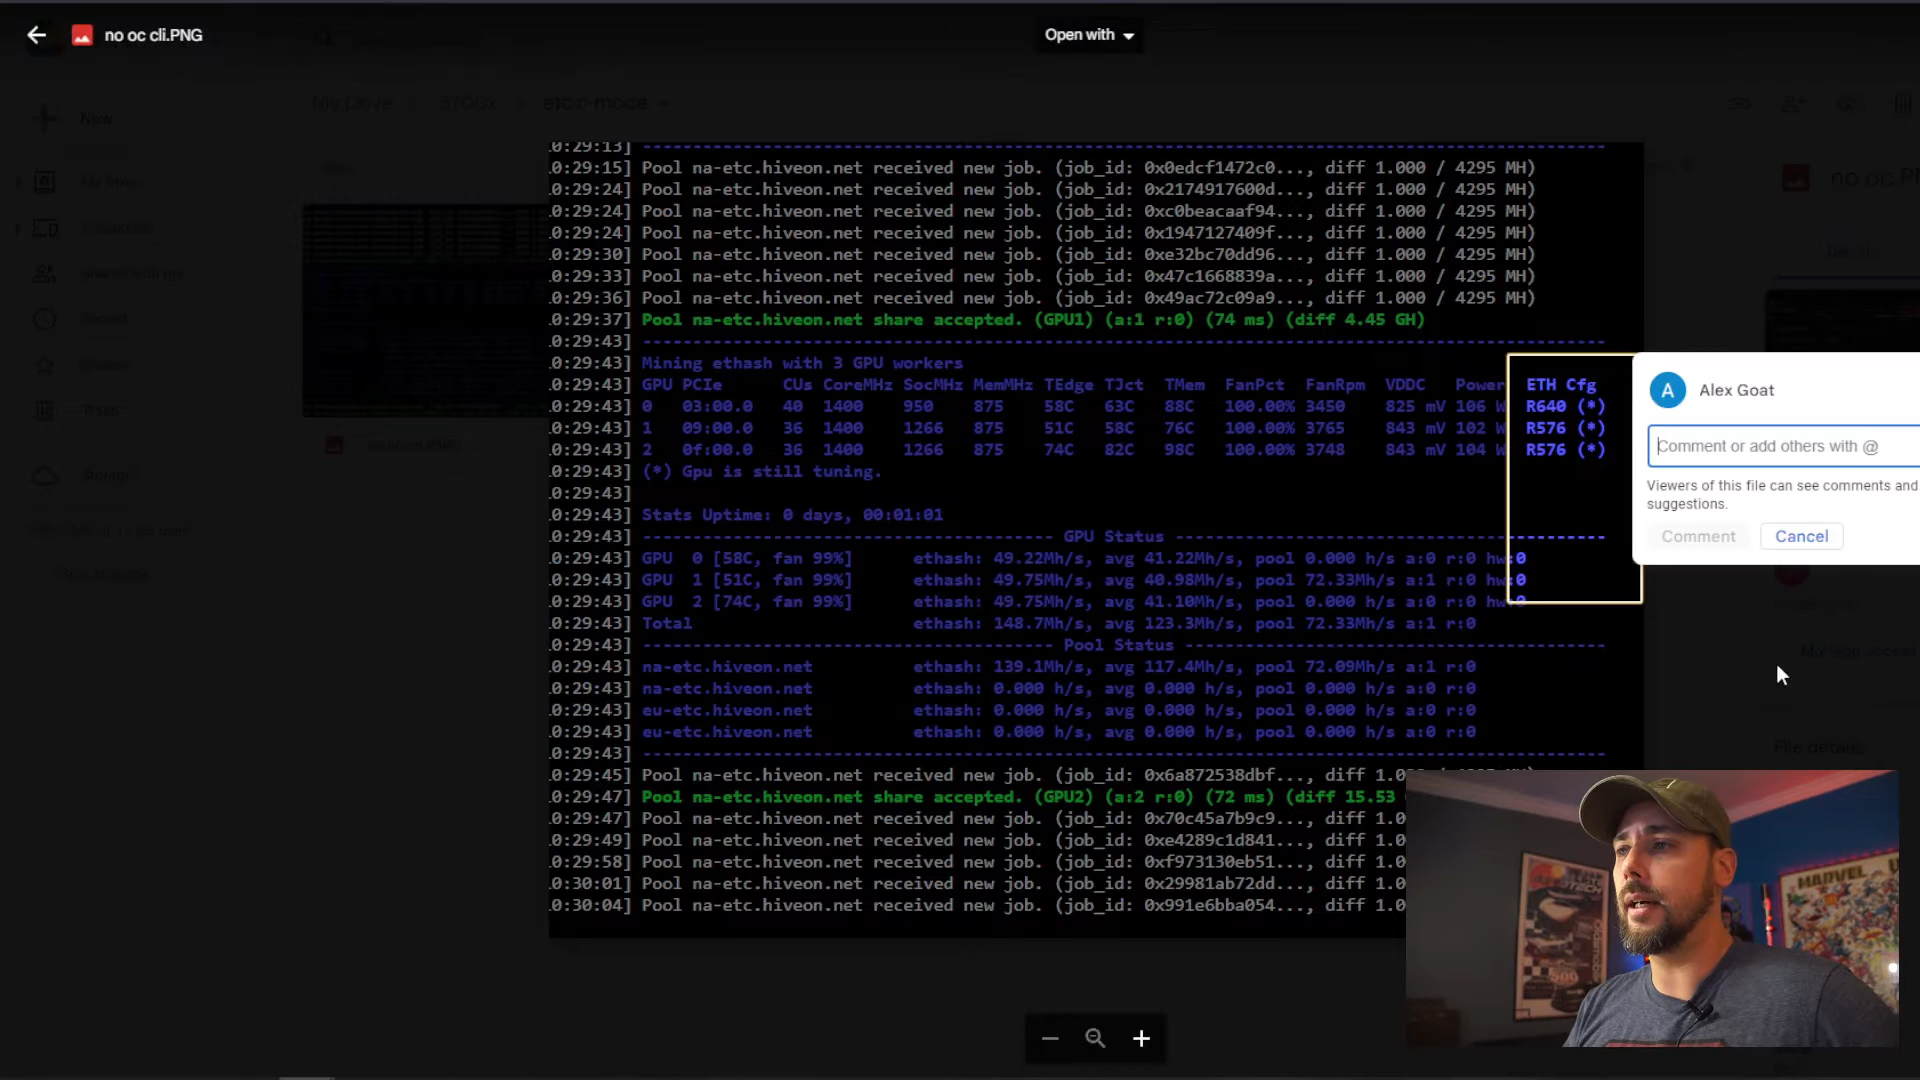 no oc cli.PNG
Open with
My Drive
New
.0:29:13] ------------------------------------------------
.0:29:15] Pool na-etc.hiveon.net received new job. (job_id: 0x0edcf1472c0..., diff 1.000 / 4295 MH)
.0:29:24] Pool na-etc.hiveon.net received new job. (job_id: 0x2174917600d..., diff 1.000 / 4295 MH)
.0:29:24] Pool na-etc.hiveon.net received new job. (job_id: 0xc0beacaaf94..., diff 1.000 / 4295 MH)
.0:29:24] Pool na-etc.hiveon.net received new job. (job_id: 0x1947127409f..., diff 1.000 / 4295 MH)
.0:29:30] Pool na-etc.hiveon.net received new job. (job_id: 0xe32bc70dd96..., diff 1.000 / 4295 MH)
.0:29:33] Pool na-etc.hiveon.net received new job. (job_id: 0x47c1668839a..., diff 1.000 / 4295 MH)
.0:29:36] Pool na-etc.hiveon.net received new job. (job_id: 0x49ac72c09a9..., diff 1.000 / 4295 MH)
.0:29:37] Pool na-etc.hiveon.net share accepted. (GPU1) (a:1 r:0) (74 ms) (diff 4.45 GH)
.0:29:43] ------------------------------------------------
.0:29:43] Mining ethash with 3 GPU workers
.0:29:43] GPU PCIe CUs CoreMHz SocMHz MemMHz TEdge TJct TMem FanPct FanRpm VDDC Power ETH Cfg
.0:29:43] 0 03:00.0 40 1400 950 875 58C 63C 88C 100.00% 3450 825 mV 106 W R640 (*)
.0:29:43] 1 09:00.0 36 1400 1266 875 51C 58C 76C 100.00% 3765 843 mV 102 W R576 (*)
.0:29:43] 2 0f:00.0 36 1400 1266 875 74C 82C 98C 100.00% 3748 843 mV 104 W R576 (*)
.0:29:43] (*) Gpu is still tuning.
.0:29:43]
.0:29:43] Stats Uptime: 0 days, 00:01:01
.0:29:43] ------------------------ GPU Status ------------------------
.0:29:43] GPU 0 [58C, fan 99%] ethash: 49.22Mh/s, avg 41.22Mh/s, pool 0.000 h/s a:0 r:0 hw:0
.0:29:43] GPU 1 [51C, fan 99%] ethash: 49.75Mh/s, avg 40.98Mh/s, pool 72.33Mh/s a:1 r:0 hw:0
.0:29:43] GPU 2 [74C, fan 99%] ethash: 49.75Mh/s, avg 41.10Mh/s, pool 0.000 h/s a:0 r:0 hw:0
.0:29:43] Total ethash: 148.7Mh/s, avg 123.3Mh/s, pool 72.33Mh/s a:1 r:0
.0:29:43] ------------------------ Pool Status ------------------------
.0:29:43] na-etc.hiveon.net ethash: 139.1Mh/s, avg 117.4Mh/s, pool 72.09Mh/s a:1 r:0
.0:29:43] na-etc.hiveon.net ethash: 0.000 h/s, avg 0.000 h/s, pool 0.000 h/s a:0 r:0
.0:29:43] eu-etc.hiveon.net ethash: 0.000 h/s, avg 0.000 h/s, pool 0.000 h/s a:0 r:0
.0:29:43] eu-etc.hiveon.net ethash: 0.000 h/s, avg 0.000 h/s, pool 0.000 h/s a:0 r:0
.0:29:43] ------------------------------------------------
.0:29:45] Pool na-etc.hiveon.net received new job. (job_id: 0x6a872538dbf..., diff 1.0
.0:29:47] Pool na-etc.hiveon.net share accepted. (GPU2) (a:2 r:0) (72 ms) (diff 15.53
.0:29:47] Pool na-etc.hiveon.net received new job. (job_id: 0x70c45a7b9c9..., diff 1.0
.0:29:49] Pool na-etc.hiveon.net received new job. (job_id: 0xe4289c1d841..., diff 1.0
.0:29:58] Pool na-etc.hiveon.net received new job. (job_id: 0xf973130eb51..., diff 1.0
.0:30:01] Pool na-etc.hiveon.net received new job. (job_id: 0x29981ab72dd..., diff 1.0
.0:30:04] Pool na-etc.hiveon.net received new job. (job_id: 0x991e6bba054..., diff 1.0
A
Alex Goat
Comment or add others with @
Viewers of this file can see comments and
suggestions.
Comment
Cancel
Storage
Manage access
File details
MARVEL